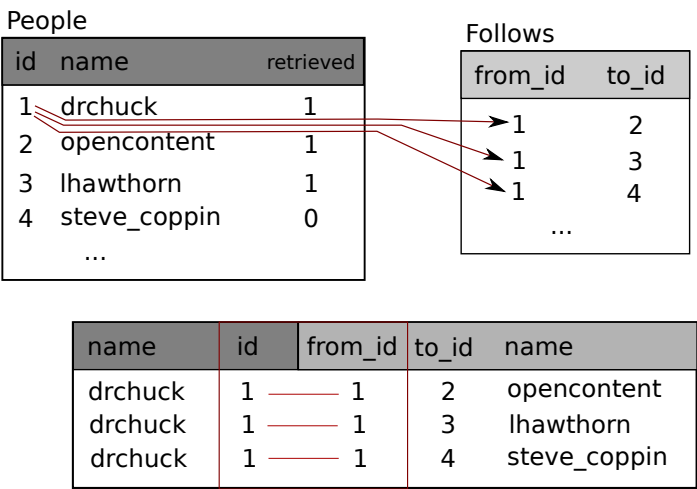 People
id name retrieved
1 drchuck 1
2 opencontent 1
3 lhawthorn 1
4 steve_coppin 0
...
Follows
from_id to_id
1 2
1 3
1 4
...
name id from_id to_id name
drchuck 1 1 2 opencontent
drchuck 1 1 3 lhawthorn
drchuck 1 1 4 steve_coppin